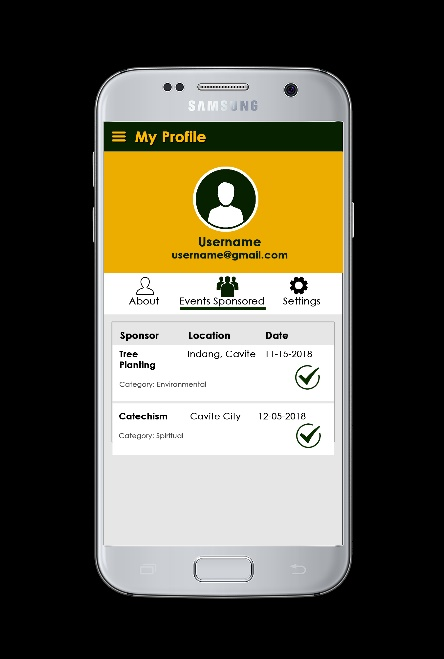 SAMSUNG
My Profile
Username
username@gmail.com
About Events Sponsored Settings
Sponsor Location Date
Tree Indang, Cavite 11-15-2018
Planting
Category: Environmental
Catechism Cavite City 12-05-2018
Category: Spiritual